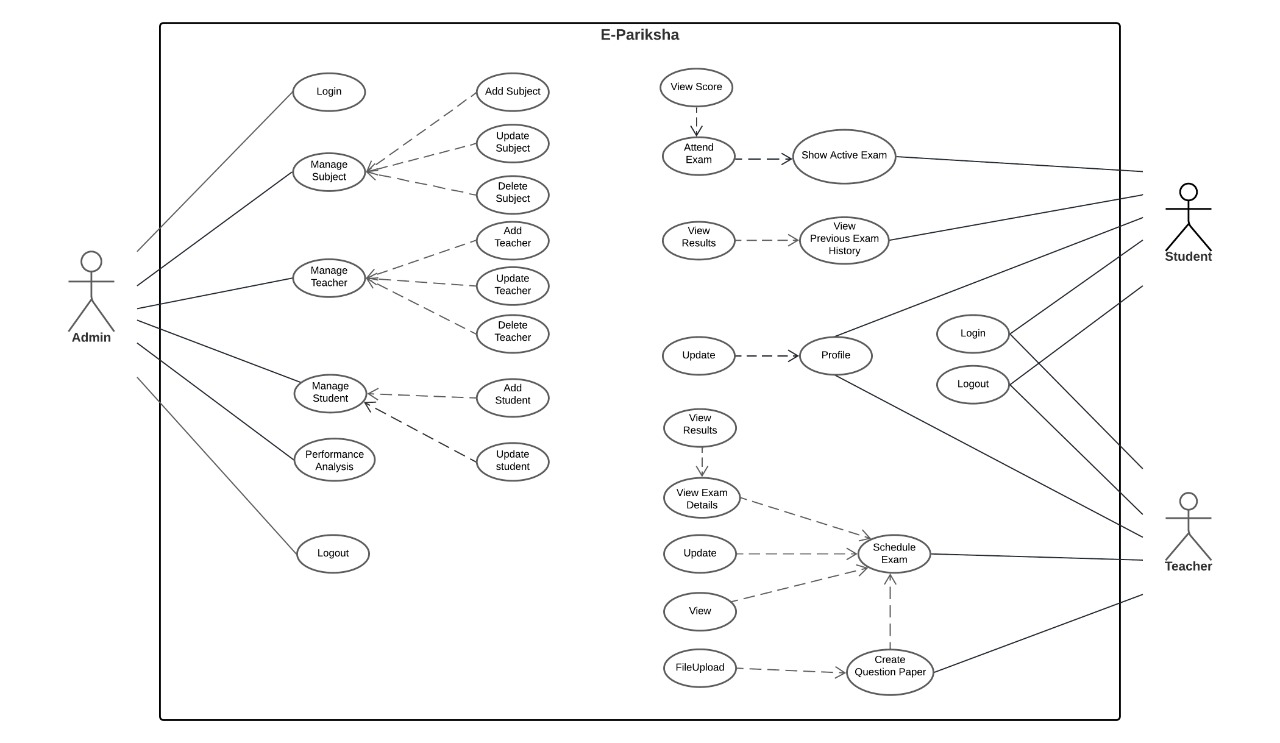 E-Pariksha
Login
Manage
Subject
Manage
Teacher
Manage
Student
Performance
Analysis
Logout
Add Subject
Update
Subject
Delete
Subject
Add
Teacher
Update
Teacher
Delete
Teacher
Add
Student
Update
student
Admin
View Score
Attend
Exam
Show Active Exam
View
Results
View
Previous Exam
History
Update
Profile
Login
Logout
View
Results
View Exam
Details
Update
View
FileUpload
Schedule
Exam
Create
Question Paper
Student
Teacher